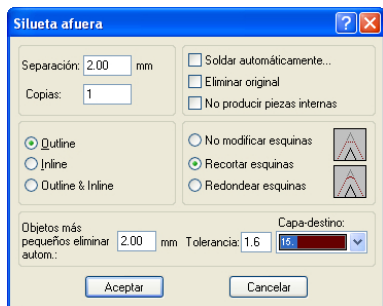 Silueta afuera
Separación: 2.00 mm
Copias: 1
Soldar automáticamente...
Eliminar original
No producir piezas internas
Outline
Inline
Outline & Inline
No modificar esquinas
Recortar esquinas
Redondear esquinas
Objetos más
pequeños eliminar
autom.:
2.00 mm
Tolerancia: 1.6
Capa-destino:
15.
Aceptar
Cancelar